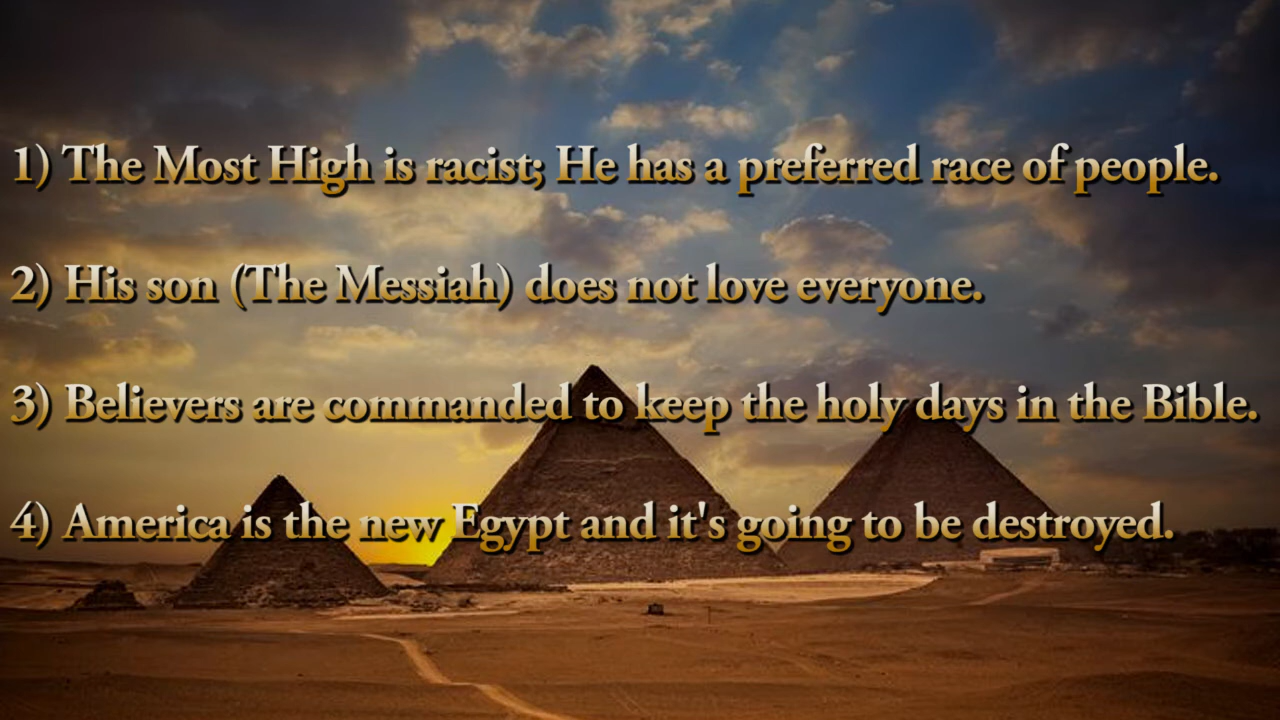 1) The Most High is racist; He has a preferred race of people.
2) His son (The Messiah) does not love everyone.
3) Believers are commanded to keep the holy days in the Bible.
4) America is the new Egypt and it's going to be destroyed.